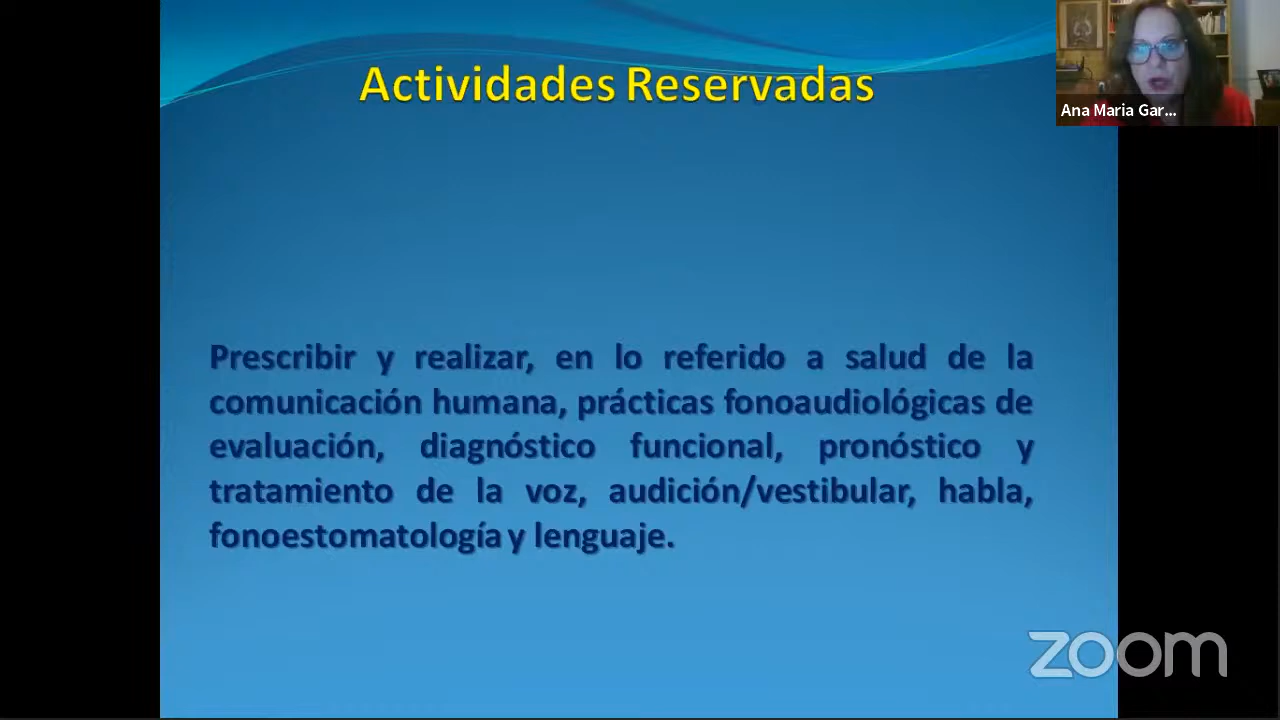 Actividades Reservadas
Ana Maria Gar...
Prescribir y realizar, en lo referido a salud de la
comunicación humana, prácticas fonoaudiológicas de
evaluación, diagnóstico funcional, pronóstico y
tratamiento de la voz, audición/vestibular, habla,
fonoestomatología y lenguaje.
zoom